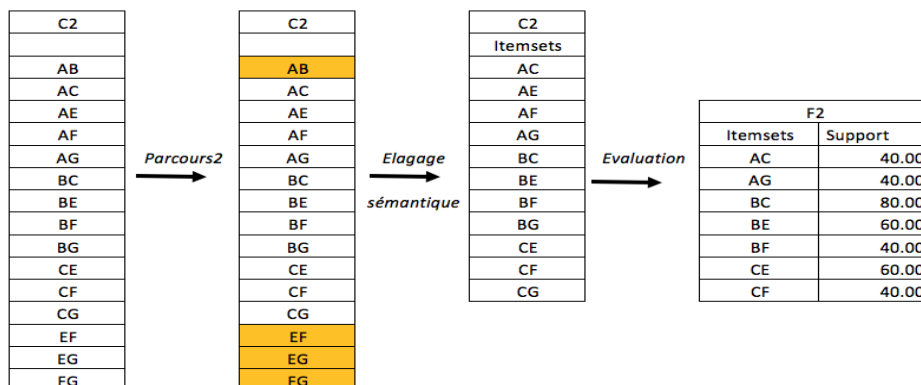 C2
AB
AC
AE
AF
AG
BC
BE
BF
BG
CE
CF
CG
EF
EG
EG
Parcours2
C2
AB
AC
AE
AF
AG
BC
BE
BF
BG
CE
CF
CG
EF
EG
EG
Elagage
sémantique
C2
Itemsets
AC
AE
AF
AG
BC
BE
BF
BG
CE
CF
CG
Evaluation
F2
Itemsets Support
AC 40.00
AG 40.00
BC 80.00
BE 60.00
BF 40.00
CE 60.00
CF 40.00